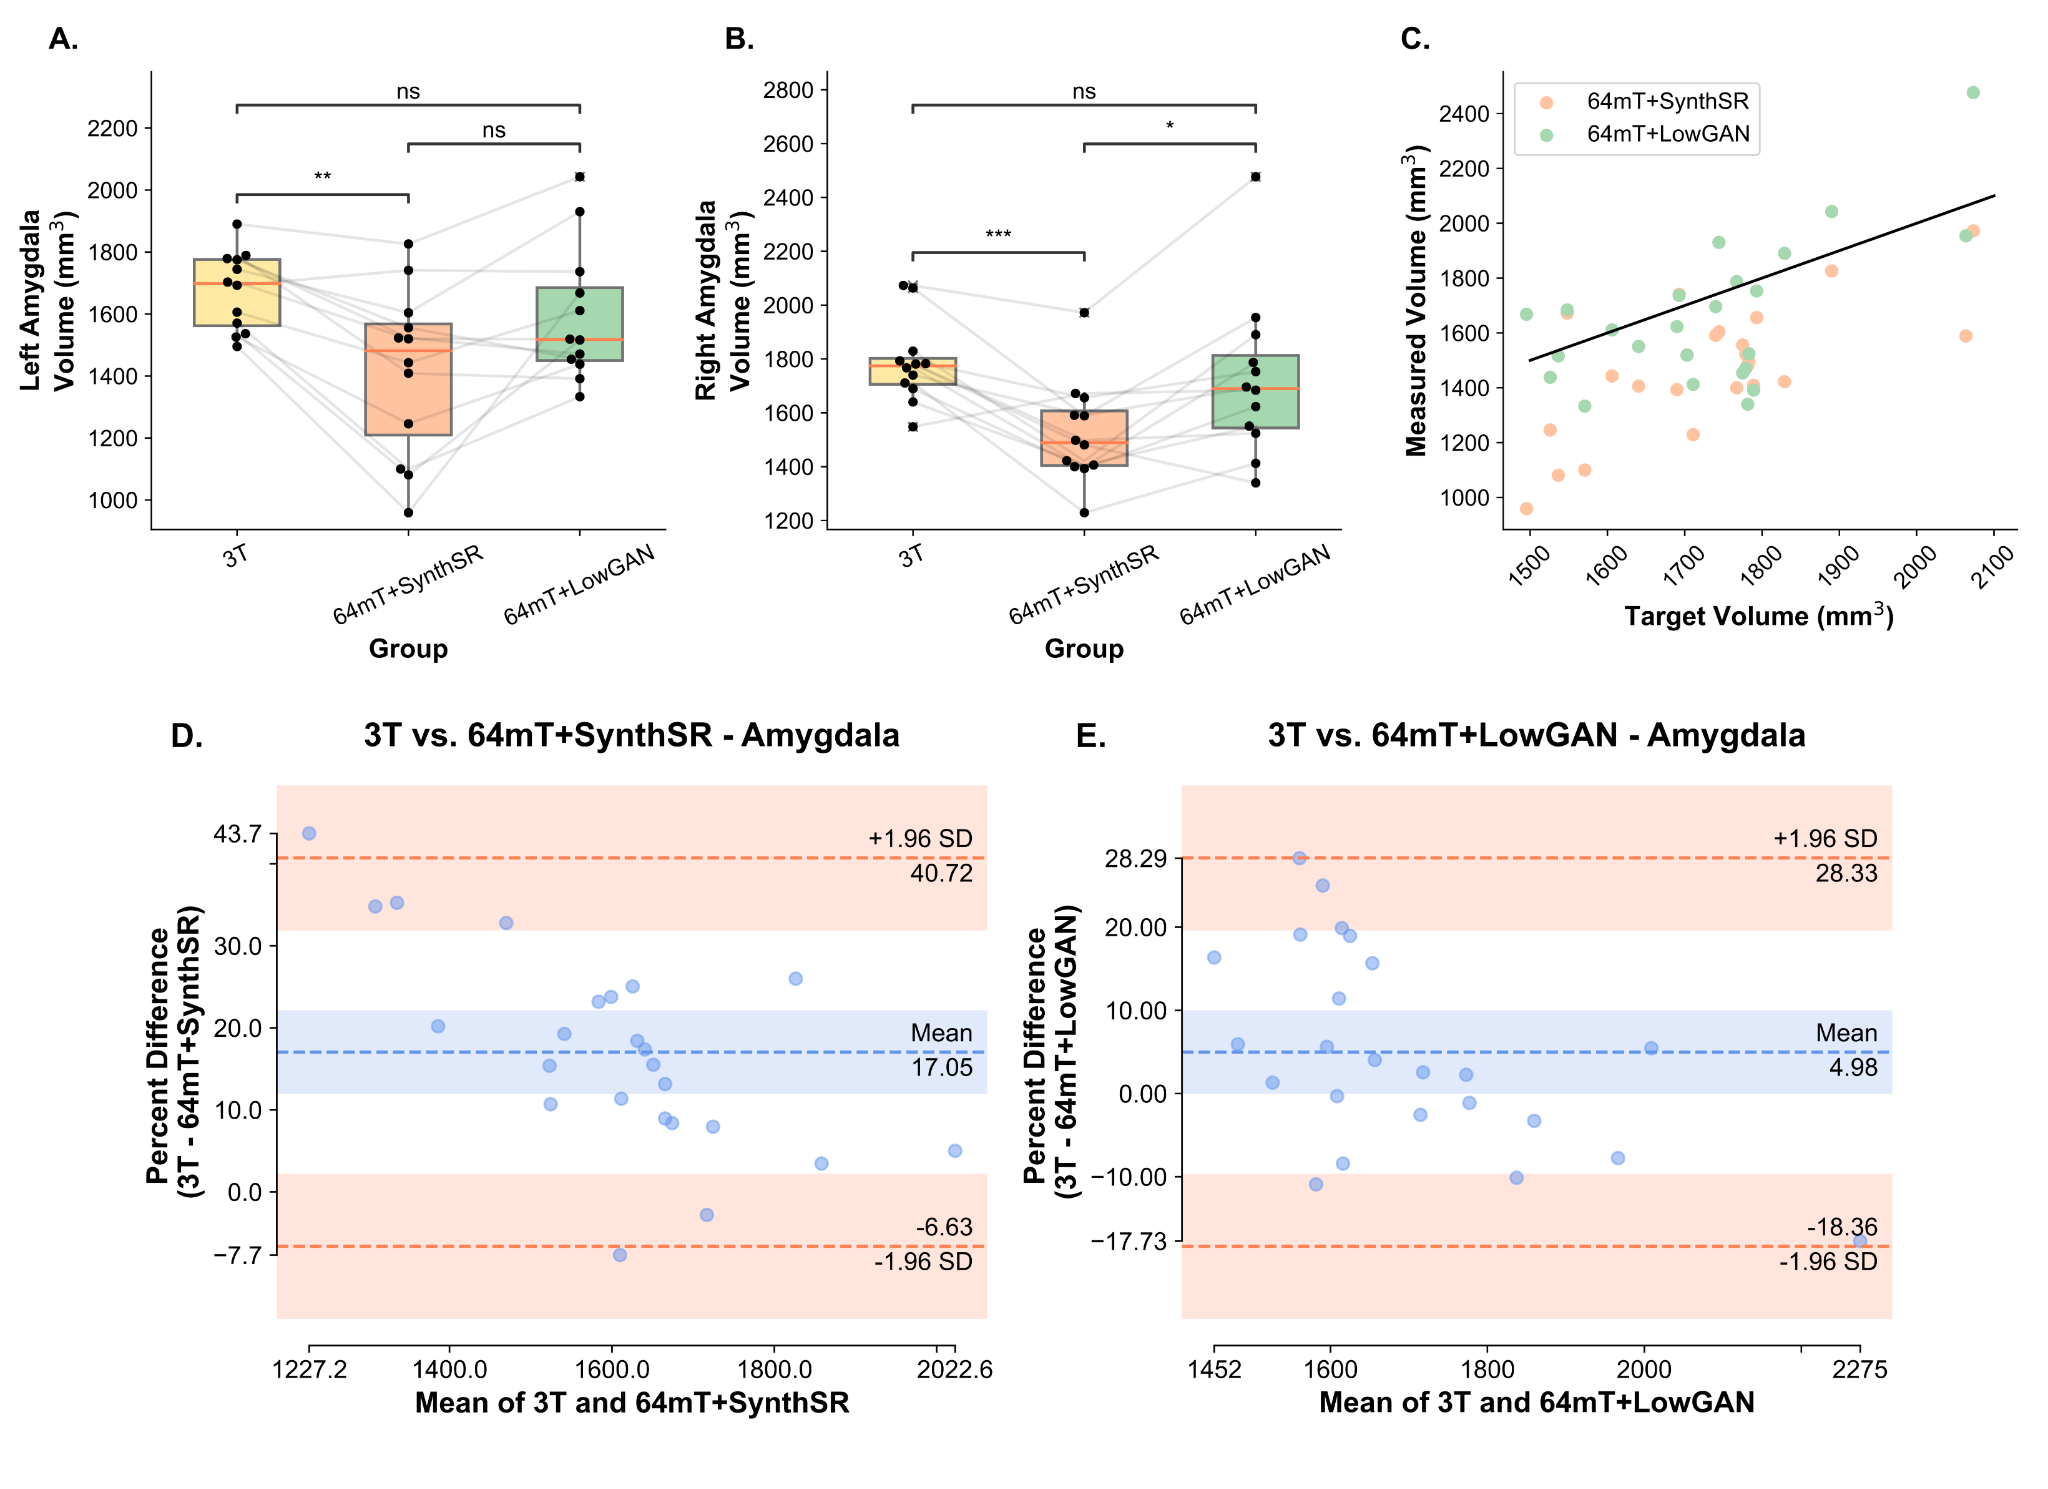 A.
ns
ns
**
2200
2000
1800
1600
1400
1200
1000
Left Amygdala
Volume (mm³)
3T
64mT+SynthSR
64mT+LowGAN
Group
B.
ns
*
***
2800
2600
2400
2200
2000
1800
1600
1400
1200
Right Amygdala
Volume (mm³)
3T
64mT+SynthSR
64mT+LowGAN
Group
C.
64mT+SynthSR
64mT+LowGAN
2400
2200
2000
1800
1600
1400
1200
1000
Measured Volume (mm³)
1500
1600
1700
1800
1900
2000
2100
Target Volume (mm³)
D.
3T vs. 64mT+SynthSR - Amygdala
43.7
30.0
20.0
10.0
0.0
−7.7
Percent Difference
(3T - 64mT+SynthSR)
+1.96 SD
40.72
Mean
17.05
-6.63
-1.96 SD
1227.2
1400.0
1600.0
1800.0
2022.6
Mean of 3T and 64mT+SynthSR
E.
3T vs. 64mT+LowGAN - Amygdala
28.29
20.00
10.00
0.00
−10.00
−17.73
Percent Difference
(3T - 64mT+LowGAN)
+1.96 SD
28.33
Mean
4.98
-18.36
-1.96 SD
1452
1600
1800
2000
2275
Mean of 3T and 64mT+LowGAN